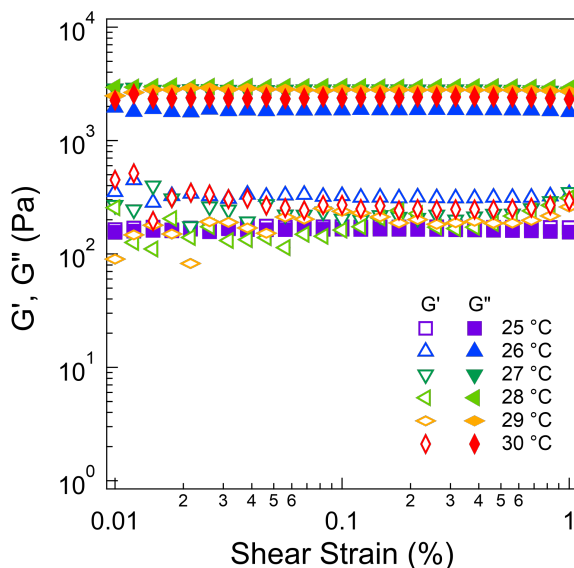 10⁴
10³
10²
10¹
10⁰
G', G" (Pa)
G' G"
25 °C
26 °C
27 °C
28 °C
29 °C
30 °C
0.01 2 3 4 5 6 0.1 2 3 4 5 6 1
Shear Strain (%)